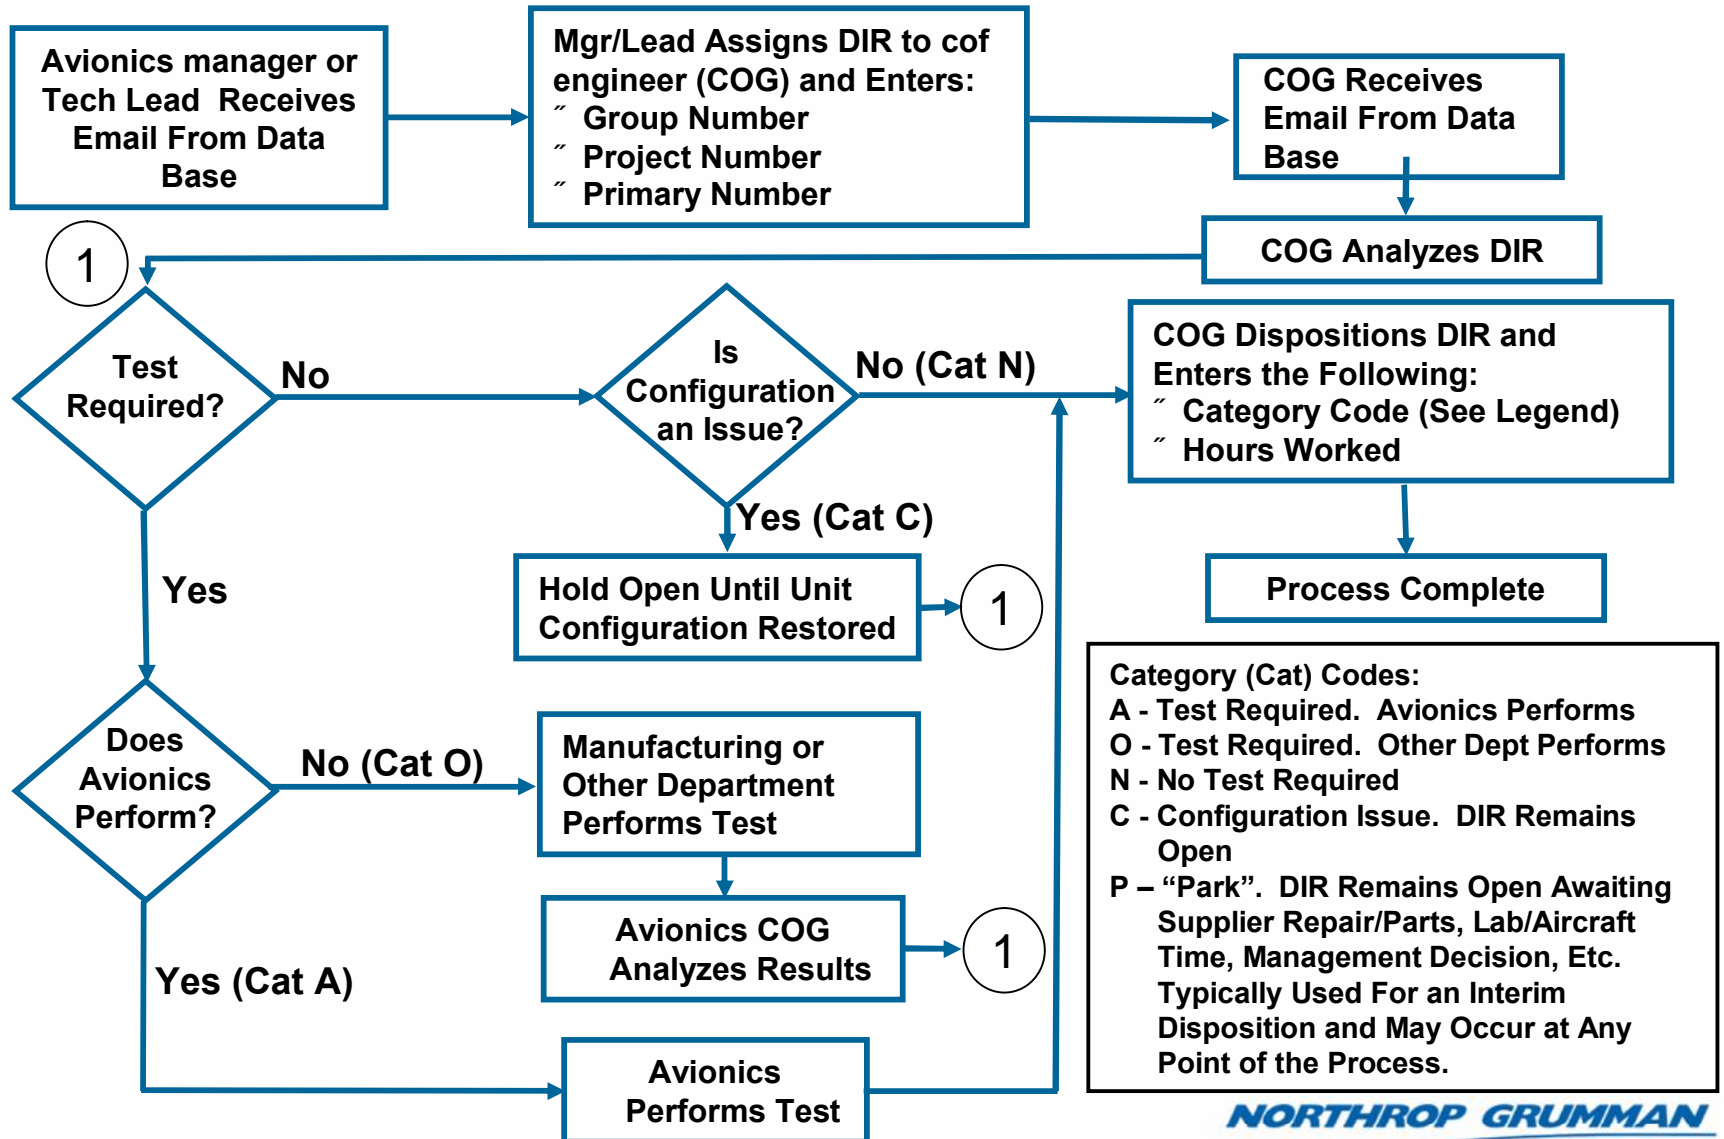 Avionics manager or
Tech Lead Receives
Email From Data
Base
Mgr/Lead Assigns DIR to cof
engineer (COG) and Enters:
˝ Group Number
˝ Project Number
˝ Primary Number
COG Receives
Email From Data
Base
COG Analyzes DIR
1
Test
Required?
No
Is
Configuration
an Issue?
No (Cat N)
COG Dispositions DIR and
Enters the Following:
˝ Category Code (See Legend)
˝ Hours Worked
Yes (Cat C)
Hold Open Until Unit
Configuration Restored
1
Process Complete
Yes
Does
Avionics
Perform?
No (Cat O)
Manufacturing or
Other Department
Performs Test
Avionics COG
Analyzes Results
1
Yes (Cat A)
Avionics
Performs Test
Category (Cat) Codes:
A - Test Required. Avionics Performs
O - Test Required. Other Dept Performs
N - No Test Required
C - Configuration Issue. DIR Remains
Open
P – “Park”. DIR Remains Open Awaiting
Supplier Repair/Parts, Lab/Aircraft
Time, Management Decision, Etc.
Typically Used For an Interim
Disposition and May Occur at Any
Point of the Process.
NORTHROP GRUMMAN